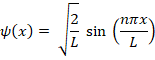 ψ(x) = √(2/L) sin (nπx/L)